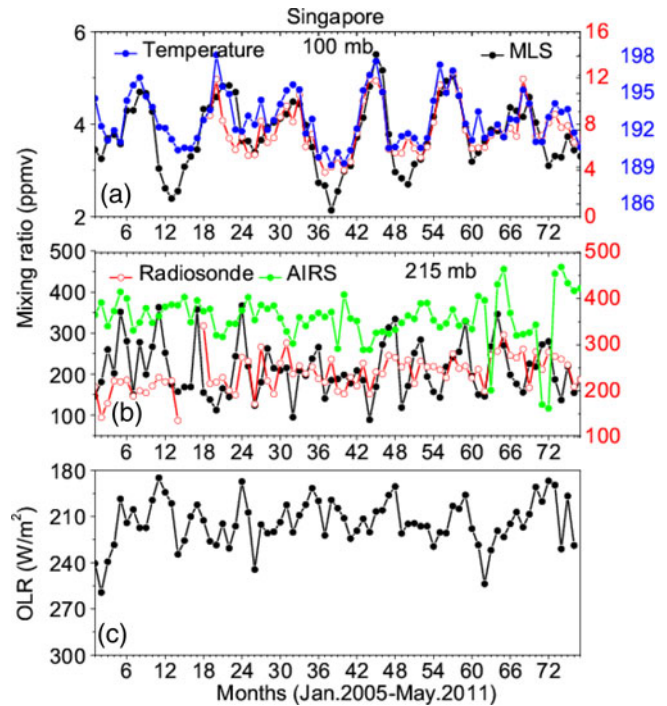 Singapore
6
16
Temperature
100 mb
MLS
198
12
195
4
8
192
4
189
(a)
2
0
186
6 12 18 24 30 36 42 48 54 60 66 72
Mixing ratio (ppmv)
500
500
Radiosonde
AIRS
215 mb
400
400
300
300
200
200
(b)
100
100
6 12 18 24 30 36 42 48 54 60 66 72
180
210
240
270
(c)
300
OLR (W/m²)
6 12 18 24 30 36 42 48 54 60 66 72
Months (Jan.2005-May.2011)